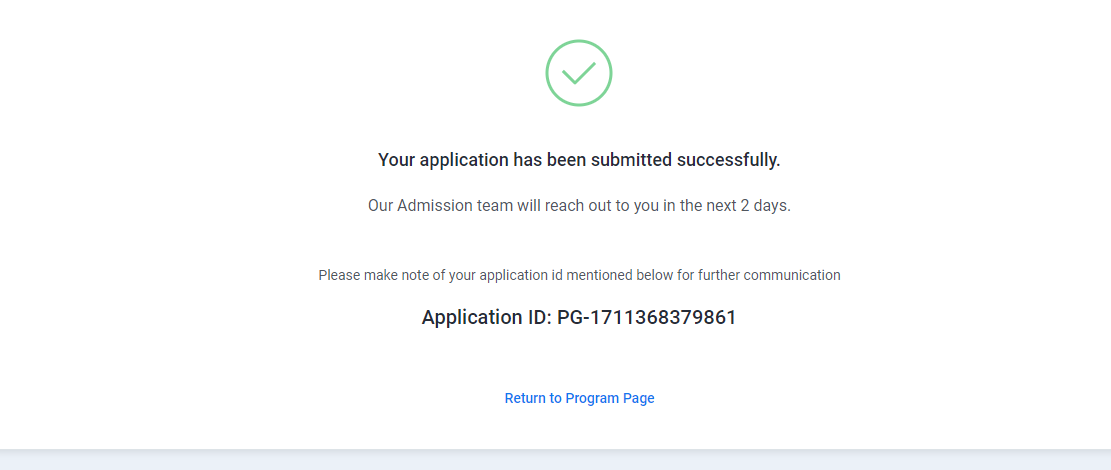 Your application has been submitted successfully.
Our Admission team will reach out to you in the next 2 days.
Please make note of your application id mentioned below for further communication
Application ID: PG-1711368379861
Return to Program Page